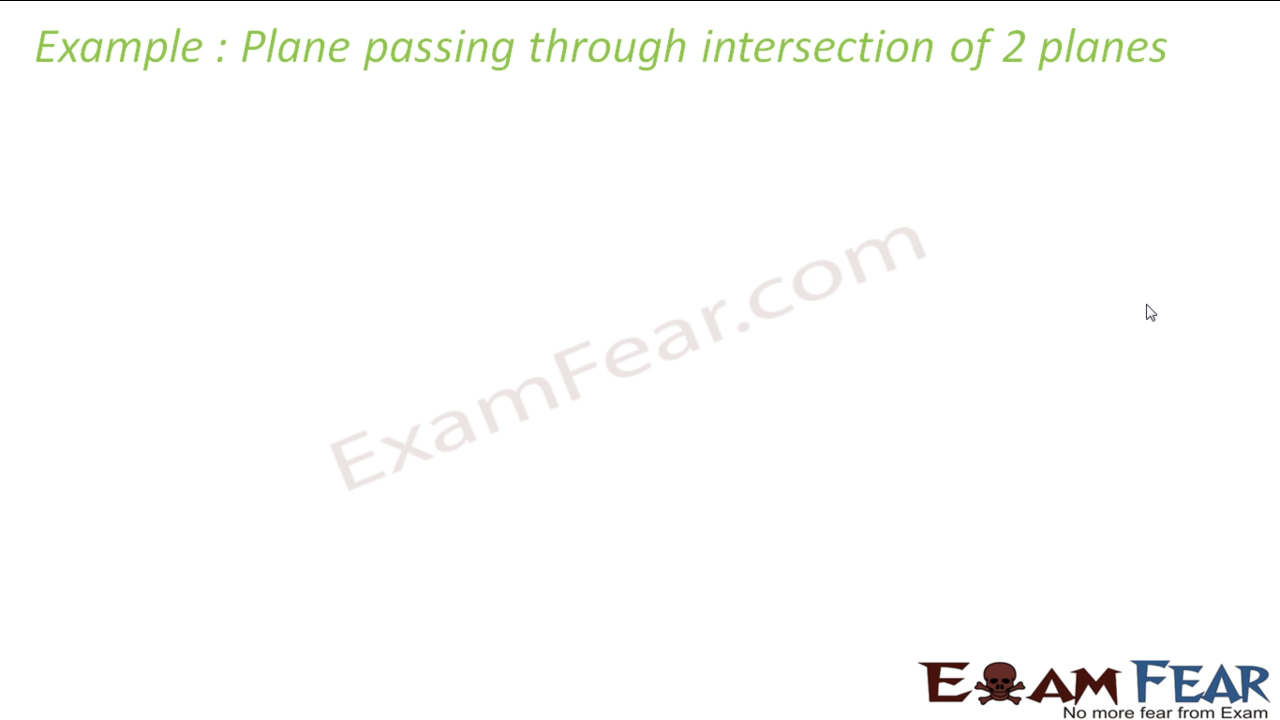 Example : Plane passing through intersection of 2 planes
ExamFear.com
EXAM FEAR
No more fear from Exam